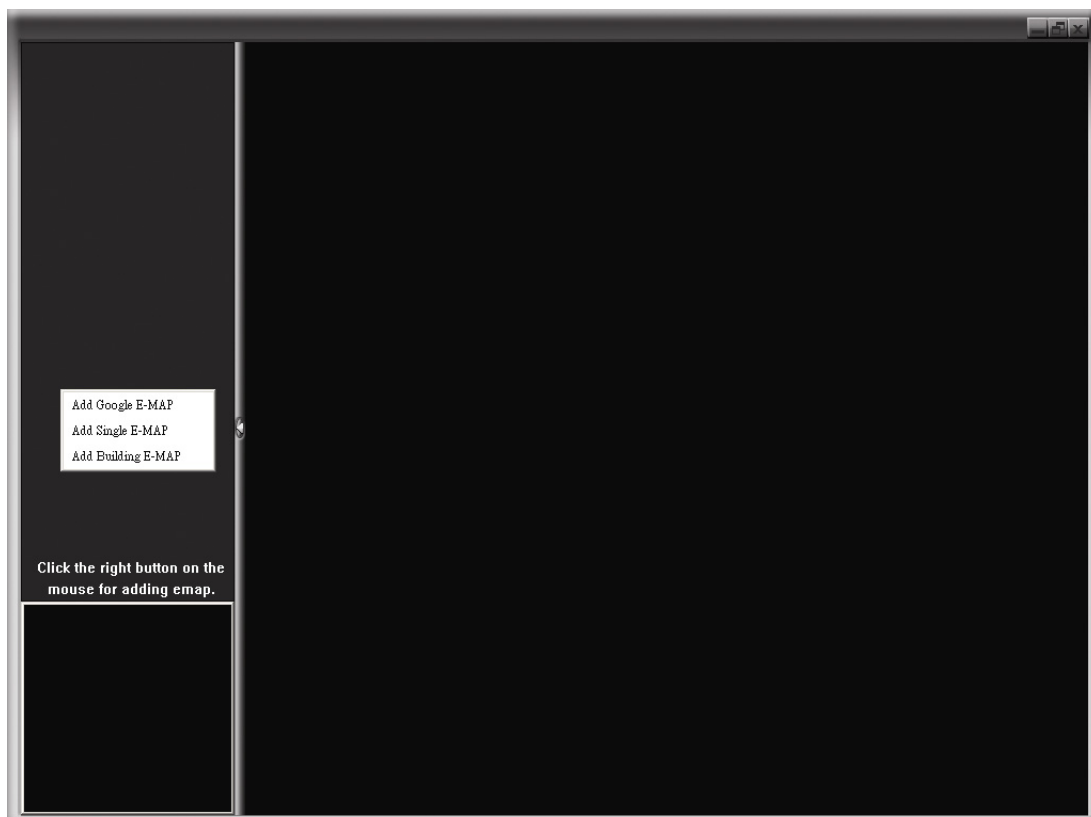 Add Google E-MAP
Add Single E-MAP
Add Building E-MAP
Click the right button on the
mouse for adding emap.